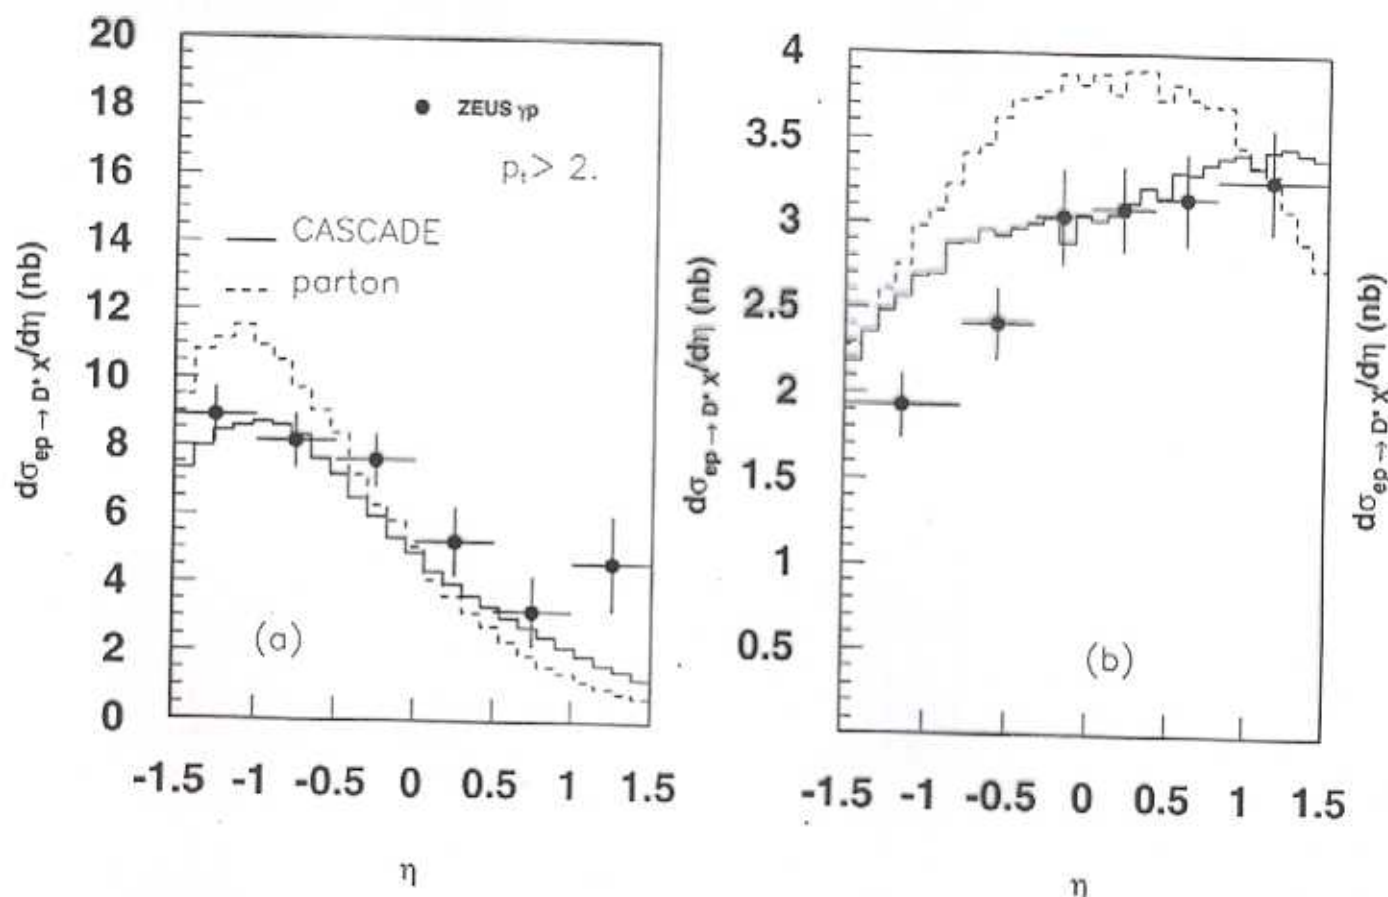 20
18
16
14
12
10
8
6
4
2
0
dσep → D* X/dη (nb)
● ZEUS γp
pt > 2.
CASCADE
parton
(a)
-1.5 -1 -0.5 0 0.5 1 1.5
η
4
3.5
3
2.5
2
1.5
1
0.5
dσep → D* X/dη (nb)
(b)
-1.5 -1 -0.5 0 0.5 1 1.5
η
dσep → D* X/dη (nb)